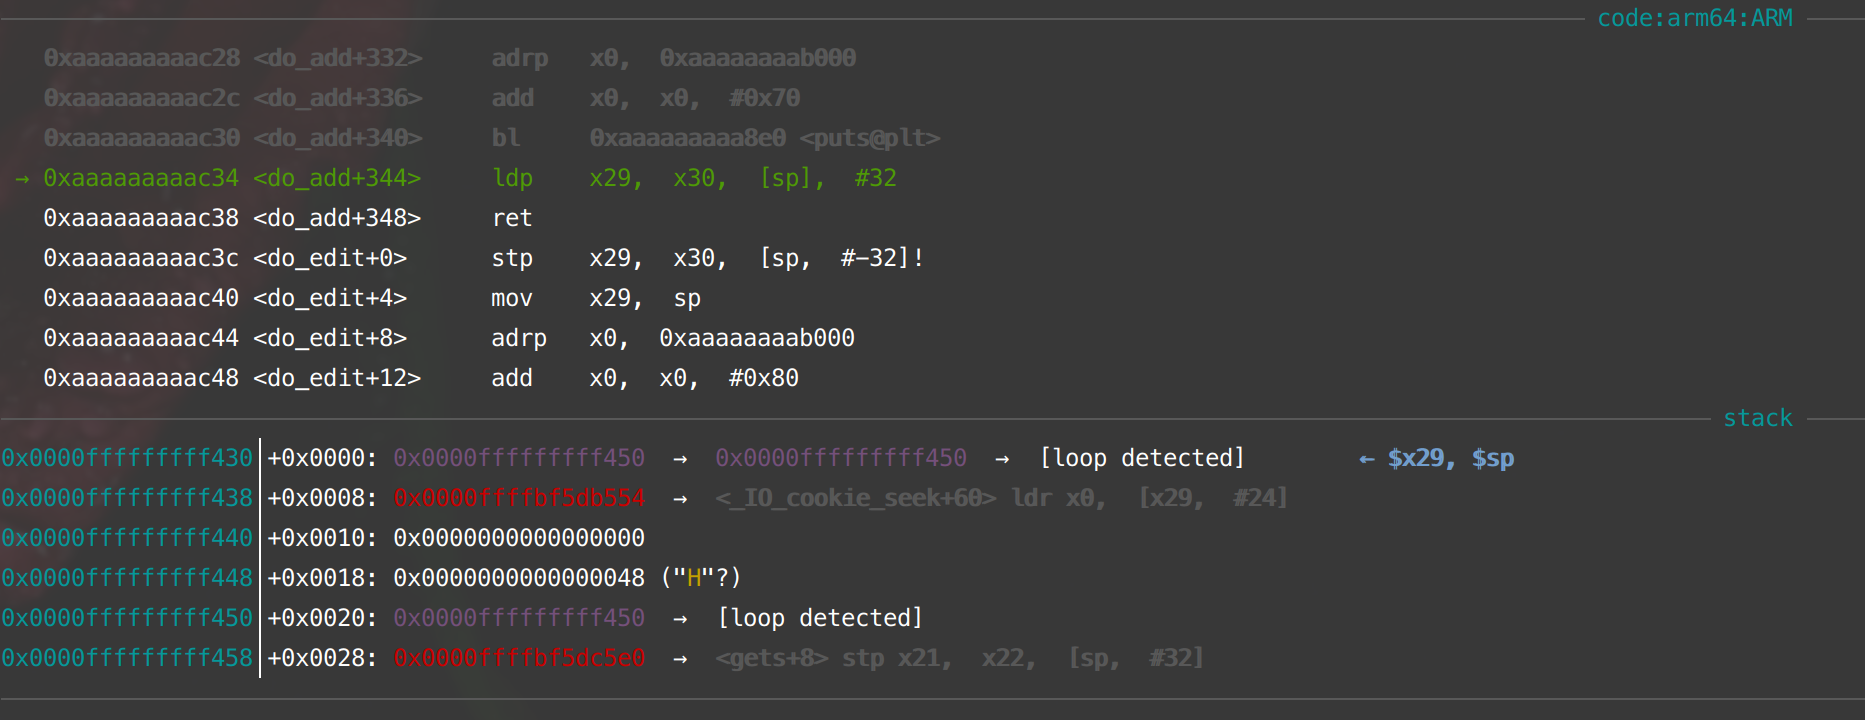 code:arm64:ARM
0xaaaaaaaaac28 <do_add+332> adrp x0, 0xaaaaaaaab000
0xaaaaaaaaac2c <do_add+336> add x0, x0, #0x70
0xaaaaaaaaac30 <do_add+340> bl 0xaaaaaaaaa8e0 <puts@plt>
→ 0xaaaaaaaaac34 <do_add+344> ldp x29, x30, [sp], #32
0xaaaaaaaaac38 <do_add+348> ret
0xaaaaaaaaac3c <do_edit+0> stp x29, x30, [sp, #-32]!
0xaaaaaaaaac40 <do_edit+4> mov x29, sp
0xaaaaaaaaac44 <do_edit+8> adrp x0, 0xaaaaaaaab000
0xaaaaaaaaac48 <do_edit+12> add x0, x0, #0x80
stack
0x0000fffffffff430│+0x0000: 0x0000fffffffff450 → 0x0000fffffffff450 → [loop detected] ← $x29, $sp
0x0000fffffffff438│+0x0008: 0x0000ffffbf5db554 → <_IO_cookie_seek+60> ldr x0, [x29, #24]
0x0000fffffffff440│+0x0010: 0x0000000000000000
0x0000fffffffff448│+0x0018: 0x0000000000000048 ("H"?)
0x0000fffffffff450│+0x0020: 0x0000fffffffff450 → [loop detected]
0x0000fffffffff458│+0x0028: 0x0000ffffbf5dc5e0 → <gets+8> stp x21, x22, [sp, #32]